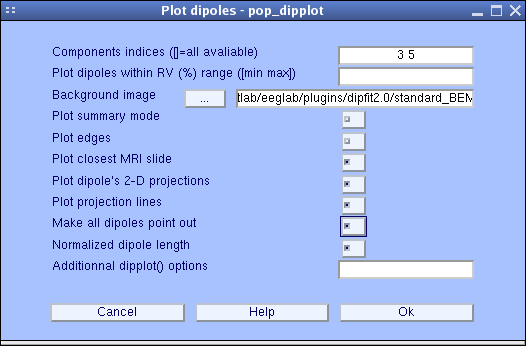 Plot dipoles - pop_dipplot
Components indices ([]=all avaliable) 3 5
Plot dipoles within RV (%) range ([min max])
Background image ... tlab/eeglab/plugins/dipfit2.0/standard_BEM
Plot summary mode
Plot edges
Plot closest MRI slide
Plot dipole's 2-D projections
Plot projection lines
Make all dipoles point out
Normalized dipole length
Additionnal dipplot() options
Cancel Help Ok